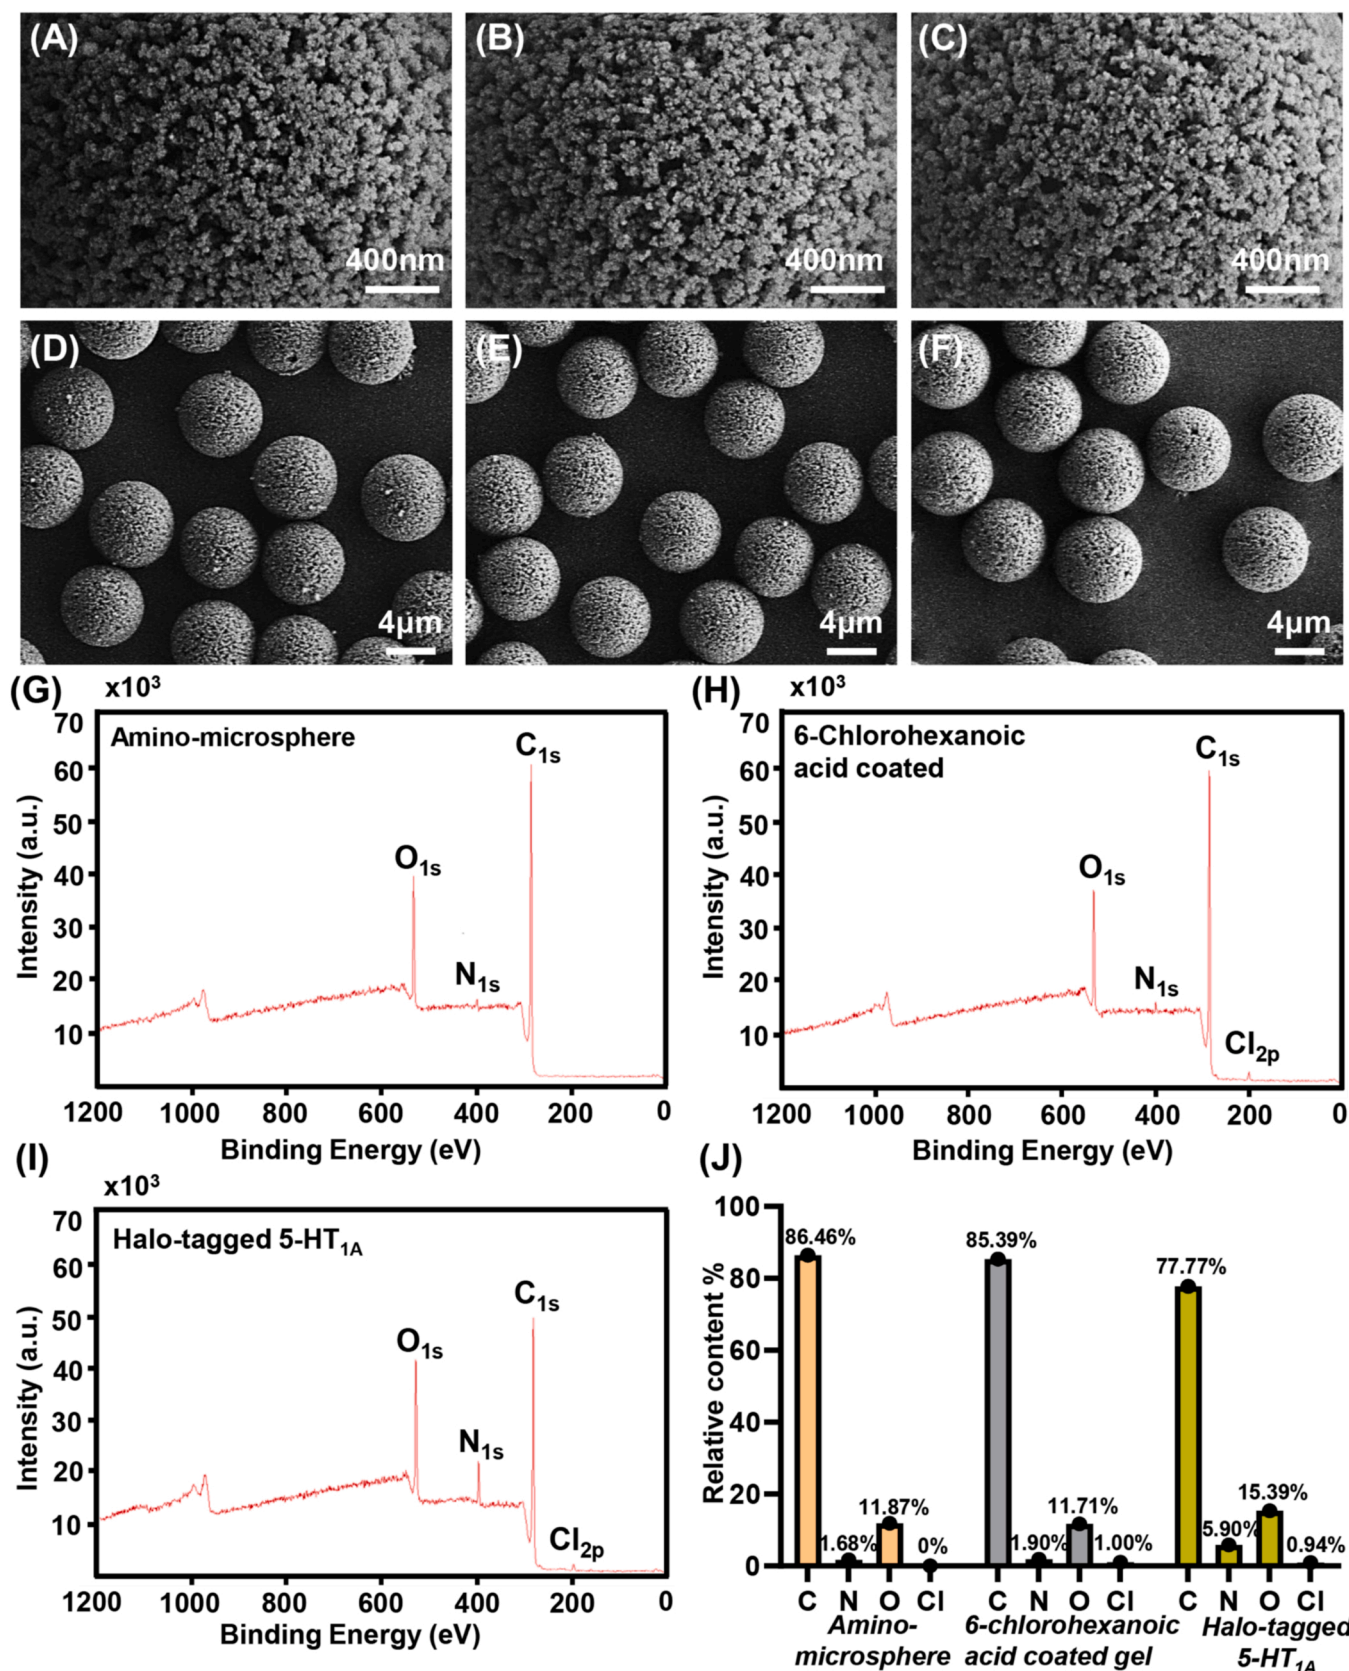 (A)
400nm
(B)
400nm
(C)
400nm
(D)
4μm
(E)
4μm
(F)
4μm
(G)
x10³
Amino-microsphere
C₁ₛ
O₁ₛ
N₁ₛ
70
60
50
40
30
20
10
Intensity (a.u.)
1200 1000 800 600 400 200 0
Binding Energy (eV)
(H)
x10³
6-Chlorohexanoic
acid coated
C₁ₛ
O₁ₛ
N₁ₛ
Cl₂ₚ
70
60
50
40
30
20
10
Intensity (a.u.)
1200 1000 800 600 400 200 0
Binding Energy (eV)
(I)
x10³
Halo-tagged 5-HT₁A
C₁ₛ
O₁ₛ
N₁ₛ
Cl₂ₚ
70
60
50
40
30
20
10
Intensity (a.u.)
1200 1000 800 600 400 200 0
Binding Energy (eV)
(J)
Relative content %
100
80
60
40
20
0
86.46% 1.68% 11.87% 0%
85.39% 1.90% 11.71% 1.00%
77.77% 5.90% 15.39% 0.94%
C N O Cl C N O Cl C N O Cl
Amino-
microsphere
6-chlorohexanoic
acid coated gel
Halo-tagged
5-HT₁A